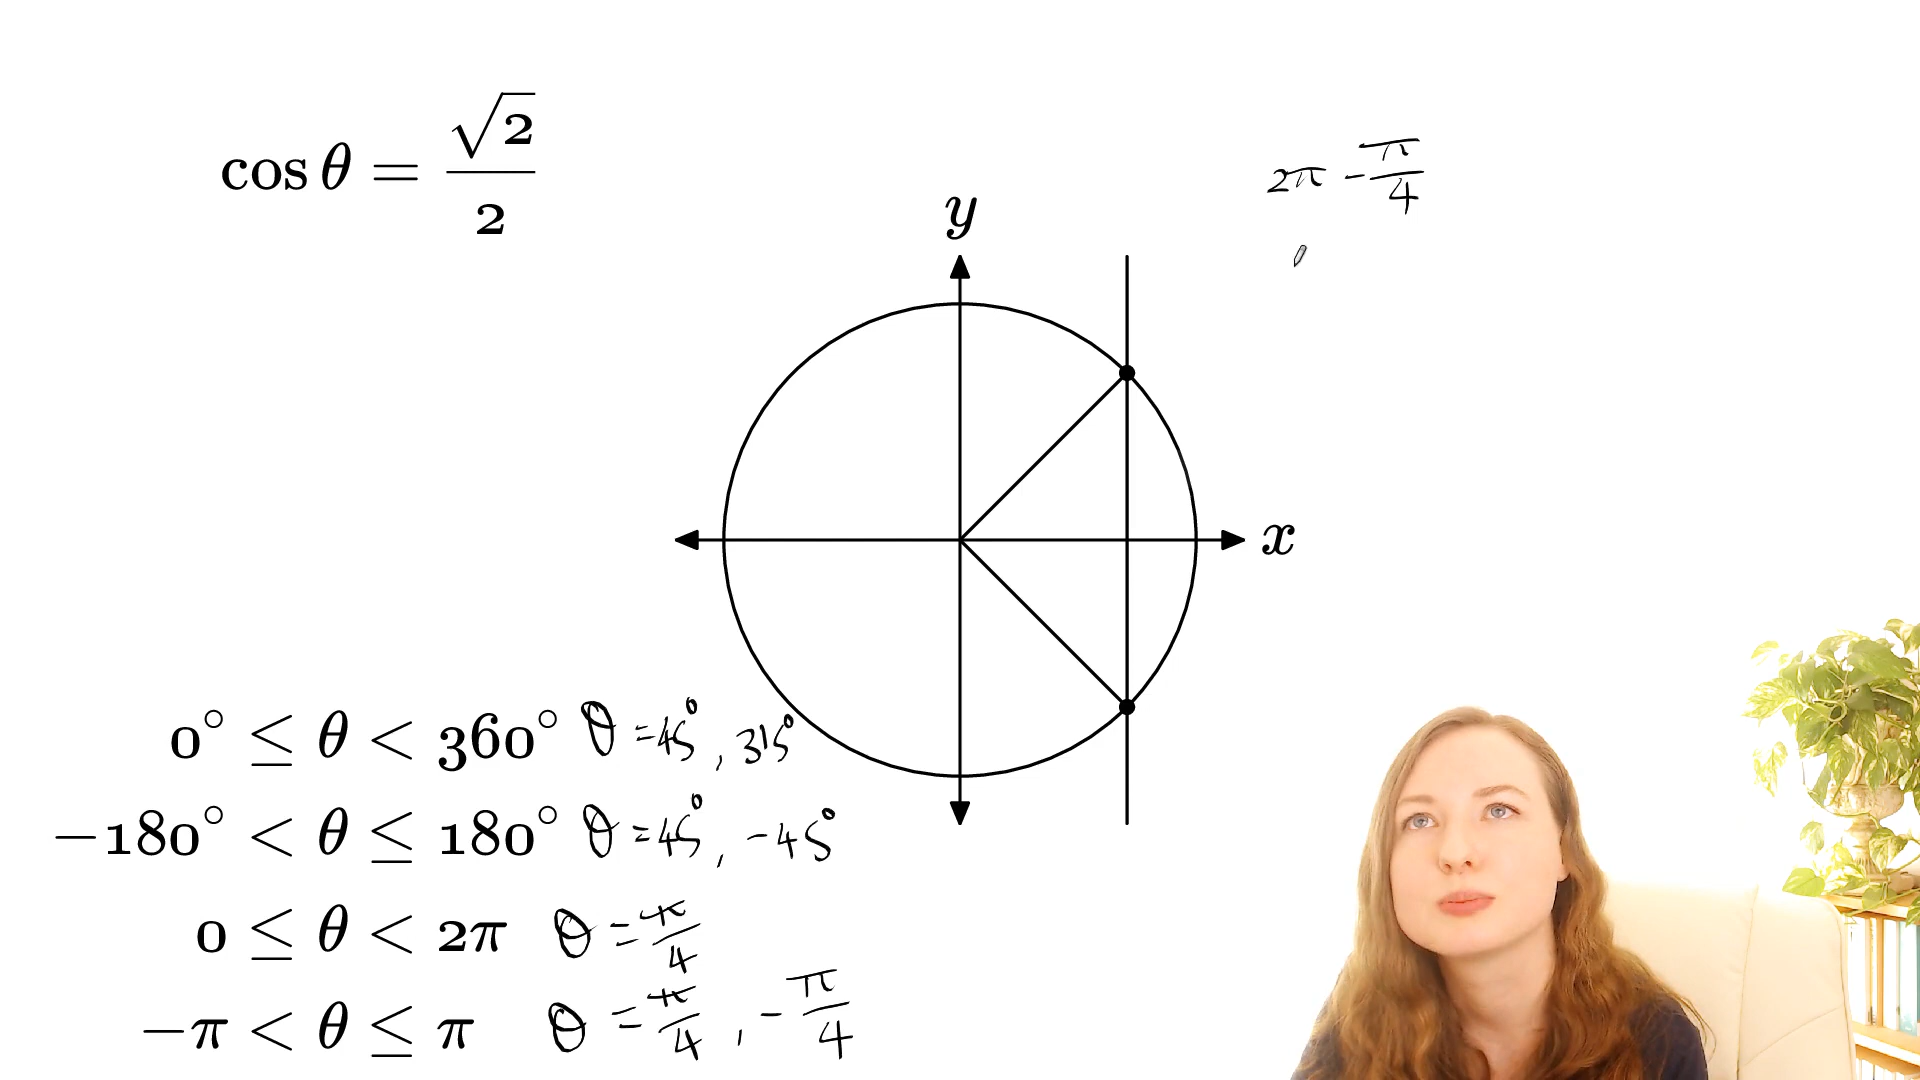 cos θ = √2/2
2π - π/4
y
x
0° ≤ θ < 360° θ = 45°, 315°
−180° < θ ≤ 180° θ = 45°, -45°
0 ≤ θ < 2π θ = π/4
−π < θ ≤ π θ = π/4, -π/4